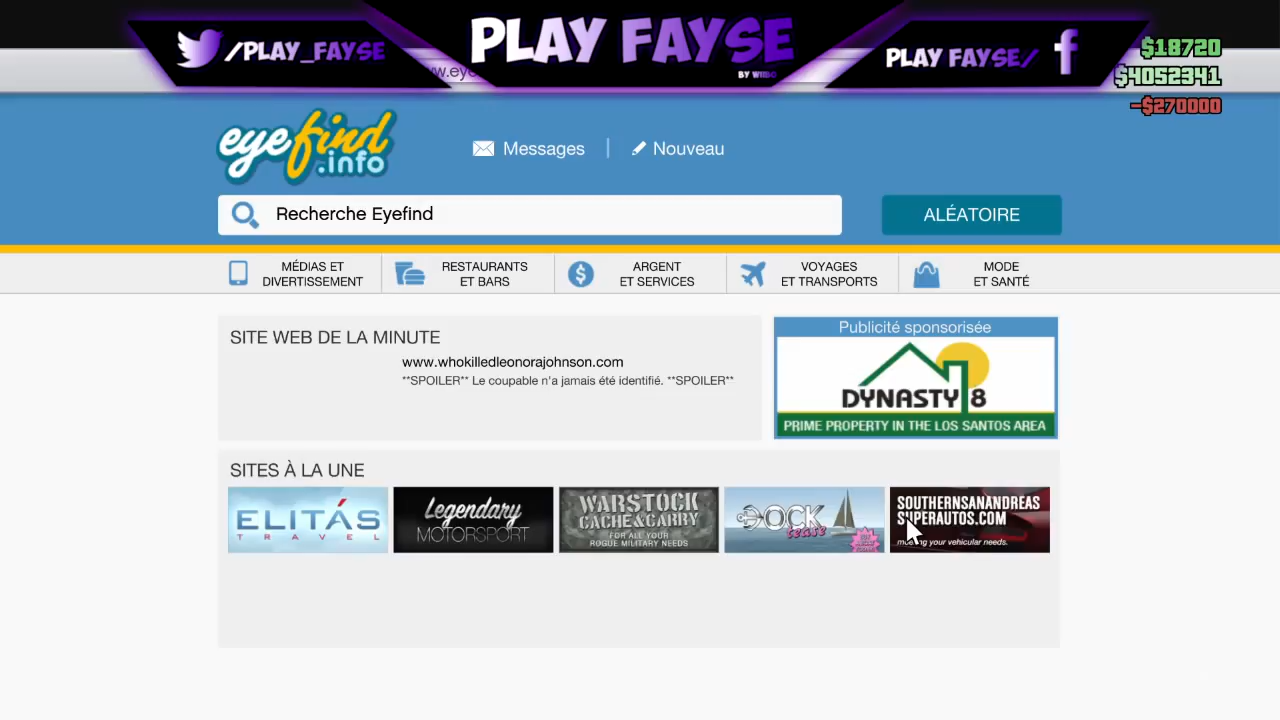 /PLAY_FAYSE
PLAY FAYSE
BY WIIBO
PLAY FAYSE/
$18720
$4052341
-$270000
w.eye
eyefind
.info
Messages
Nouveau
Recherche Eyefind
ALÉATOIRE
MÉDIAS ET
DIVERTISSEMENT
RESTAURANTS
ET BARS
ARGENT
ET SERVICES
VOYAGES
ET TRANSPORTS
MODE
ET SANTÉ
SITE WEB DE LA MINUTE
www.whokilledleonorajohnson.com
**SPOILER** Le coupable n'a jamais été identifié. **SPOILER**
Publicité sponsorisée
DYNASTY 8
PRIME PROPERTY IN THE LOS SANTOS AREA
SITES À LA UNE
ELITÁS
TRAVEL
Legendary
MOTORSPORT
WARSTOCK
CACHE&CARRY
FOR ALL YOUR
ROGUE MILITARY NEEDS
DOCK
tease
SOUTHERNSANANDREAS
SUPERAUTOS.COM
your vehicular needs.